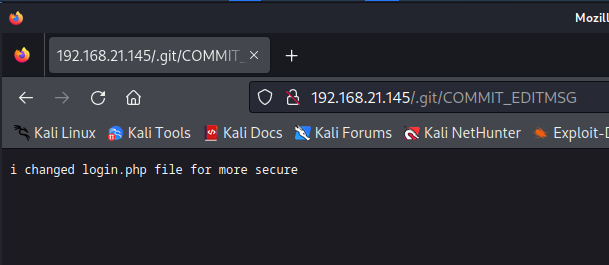 Mozill
192.168.21.145/.git/COMMIT_
192.168.21.145/.git/COMMIT_EDITMSG
Kali Linux Kali Tools Kali Docs Kali Forums Kali NetHunter Exploit-D
i changed login.php file for more secure